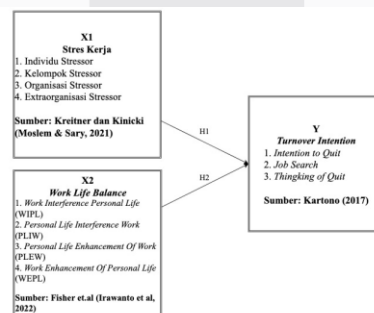 X1
Stres Kerja
1. Individu Stressor
2. Kelompok Stressor
3. Organisasi Stressor
4. Extraorganisasi Stressor
Sumber: Kreitner dan Kinicki
(Moslem & Sary, 2021)
H1
X2
Work Life Balance
1. Work Interference Personal Life
(WIPL)
2. Personal Life Interference Work
(PLIW)
3. Personal Life Enhancement Of Work
(PLEW)
4. Work Enhancement Of Personal Life
(WEPL)
Sumber: Fisher et.al (Irawanto et al,
2022)
H2
Y
Turnover Intention
1. Intention to Quit
2. Job Search
3. Thingking of Quit
Sumber: Kartono (2017)